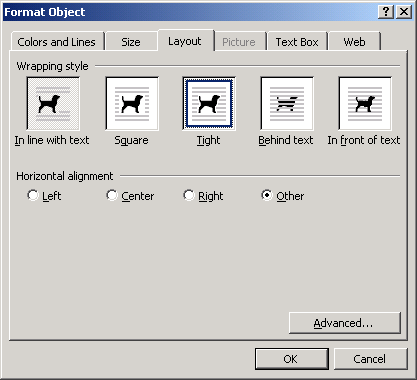 Format Object
Colors and Lines Size Layout Picture Text Box Web
Wrapping style
In line with text Square Tight Behind text In front of text
Horizontal alignment
Left Center Right Other
Advanced...
OK Cancel